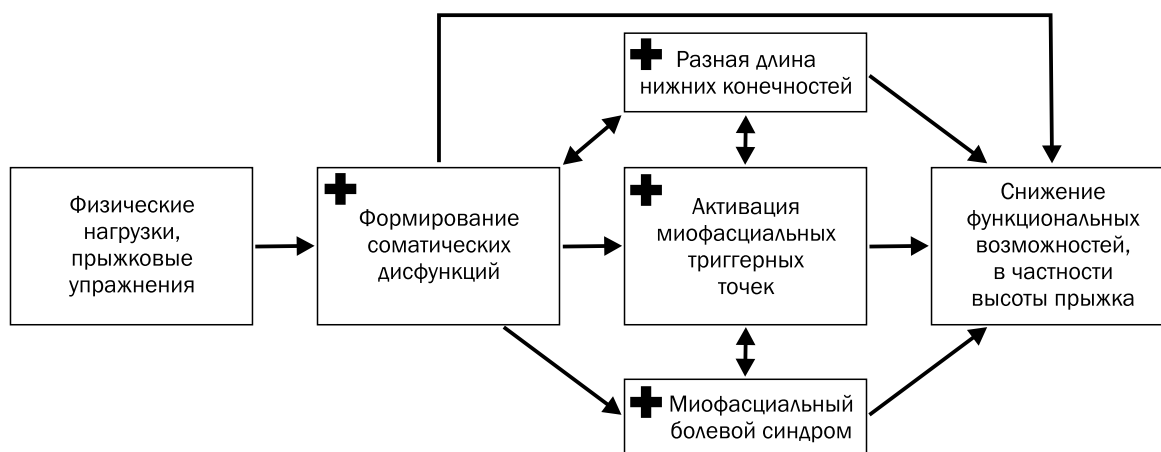 Разная длина
нижних конечностей
Физические
нагрузки,
прыжковые
упражнения
Формирование
соматических
дисфункций
Активация
миофасциальных
триггерных
точек
Снижение
функциональных
возможностей,
в частности
высоты прыжка
Миофасциальный
болевой синдром